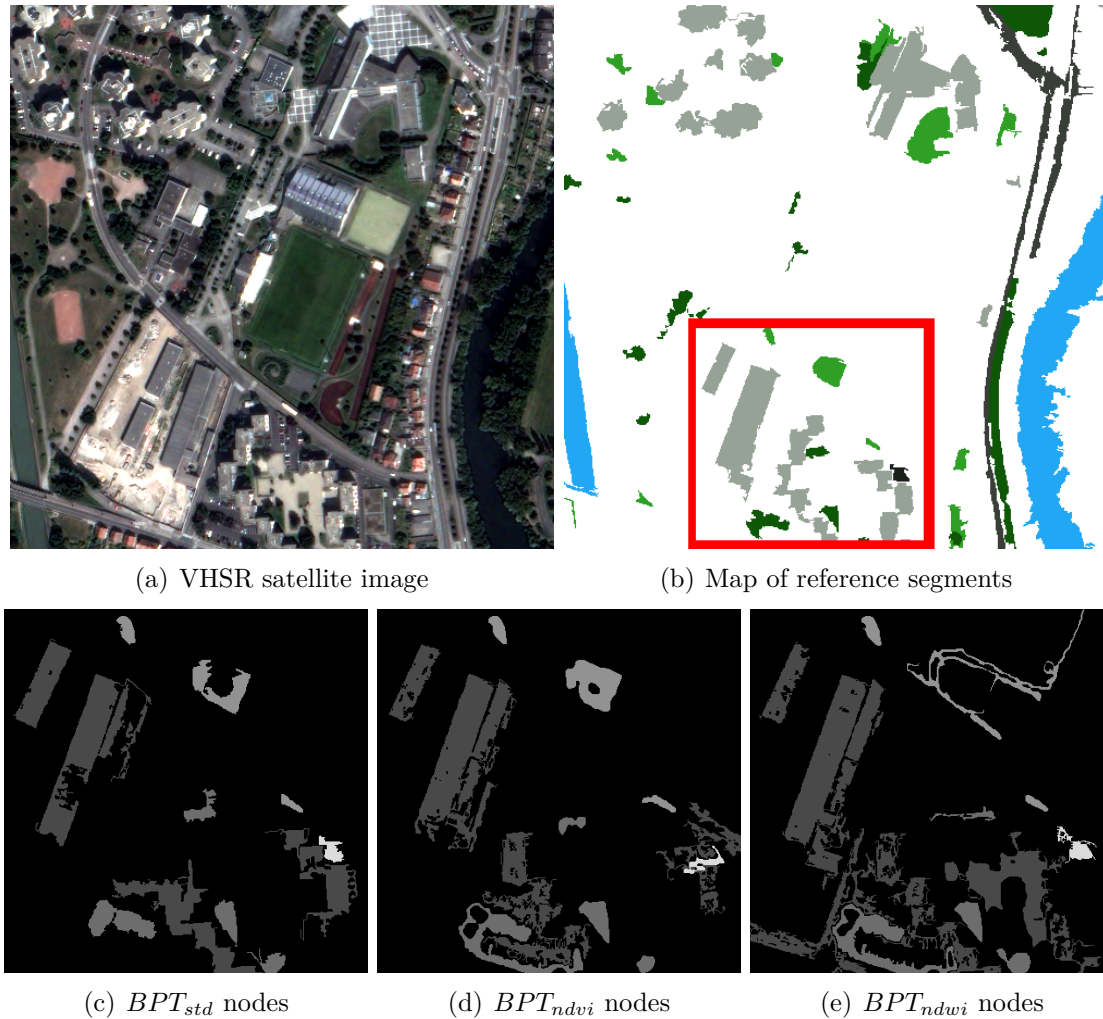 (a) VHSR satellite image
(b) Map of reference segments
(c) BPT_std nodes
(d) BPT_ndvi nodes
(e) BPT_ndwi nodes